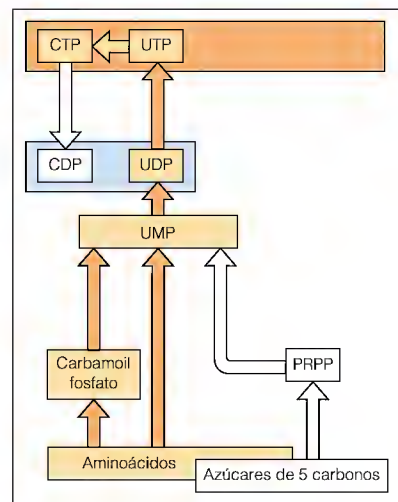 CTP UTP
CDP UDP
UMP
Carbamoil
fosfato
PRPP
Aminoácidos
Azúcares de 5 carbonos